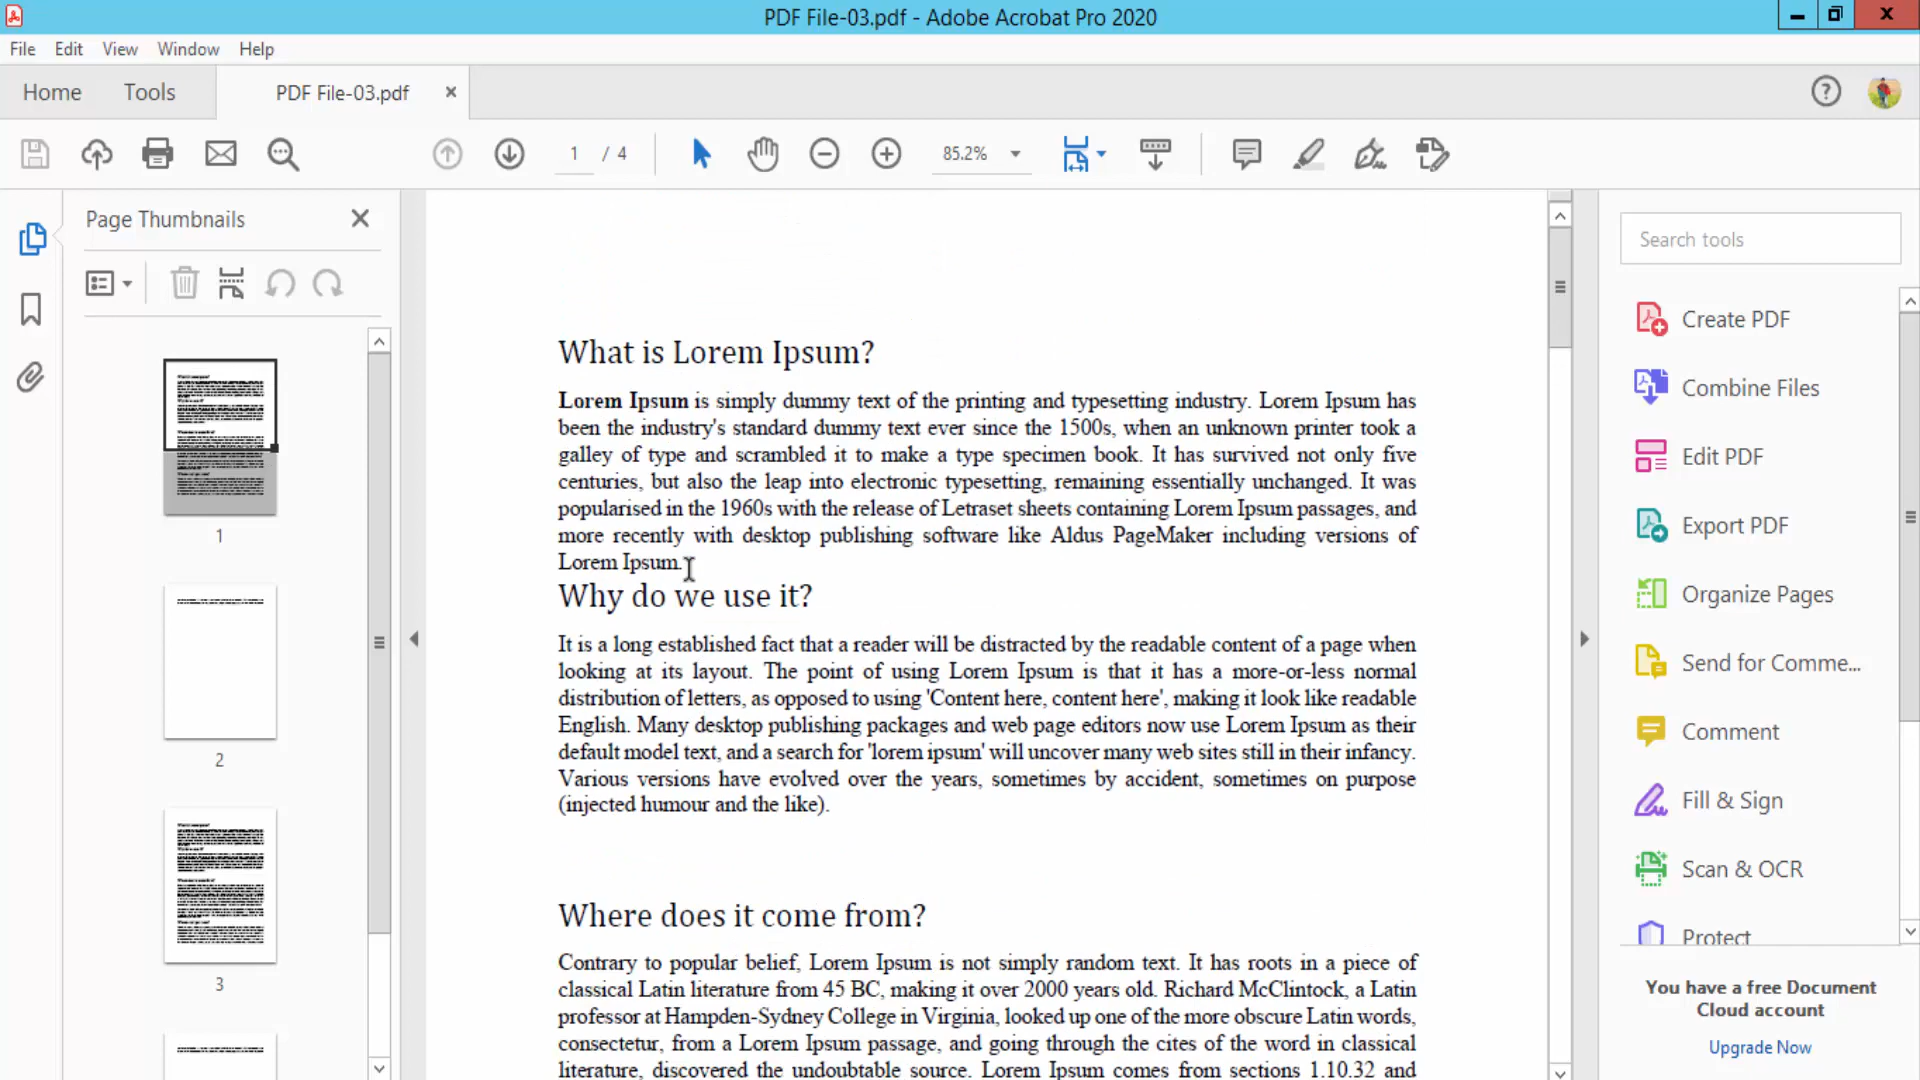 PDF File-03.pdf - Adobe Acrobat Pro 2020
File Edit View Window Help
Home Tools PDF File-03.pdf
1 / 4 85.2%
Page Thumbnails
1
2
3
What is Lorem Ipsum?
Lorem Ipsum is simply dummy text of the printing and typesetting industry. Lorem Ipsum has
been the industry's standard dummy text ever since the 1500s, when an unknown printer took a
galley of type and scrambled it to make a type specimen book. It has survived not only five
centuries, but also the leap into electronic typesetting, remaining essentially unchanged. It was
popularised in the 1960s with the release of Letraset sheets containing Lorem Ipsum passages, and
more recently with desktop publishing software like Aldus PageMaker including versions of
Lorem Ipsum.
Why do we use it?
It is a long established fact that a reader will be distracted by the readable content of a page when
looking at its layout. The point of using Lorem Ipsum is that it has a more-or-less normal
distribution of letters, as opposed to using 'Content here, content here', making it look like readable
English. Many desktop publishing packages and web page editors now use Lorem Ipsum as their
default model text, and a search for 'lorem ipsum' will uncover many web sites still in their infancy.
Various versions have evolved over the years, sometimes by accident, sometimes on purpose
(injected humour and the like).
Where does it come from?
Contrary to popular belief, Lorem Ipsum is not simply random text. It has roots in a piece of
classical Latin literature from 45 BC, making it over 2000 years old. Richard McClintock, a Latin
professor at Hampden-Sydney College in Virginia, looked up one of the more obscure Latin words,
consectetur, from a Lorem Ipsum passage, and going through the cites of the word in classical
literature, discovered the undoubtable source. Lorem Ipsum comes from sections 1.10.32 and
Search tools
Create PDF
Combine Files
Edit PDF
Export PDF
Organize Pages
Send for Comme...
Comment
Fill & Sign
Scan & OCR
Protect
You have a free Document
Cloud account
Upgrade Now